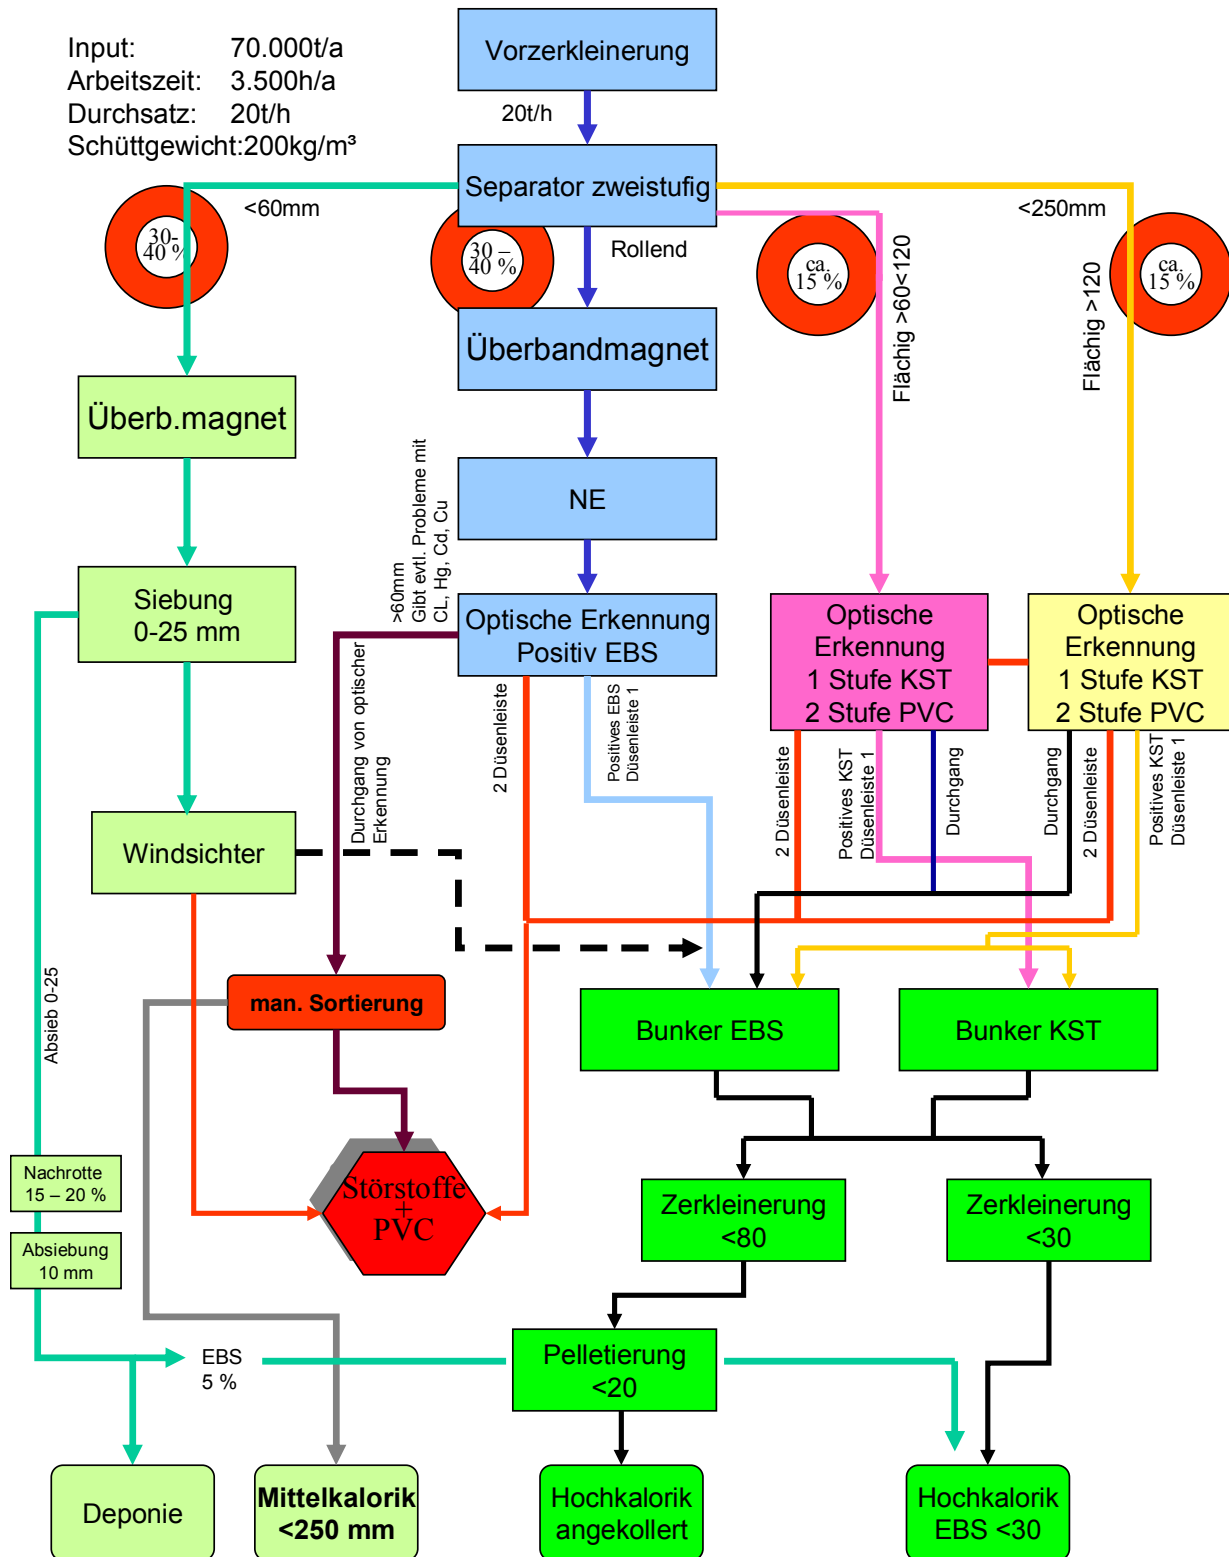 Input: 70.000t/a
Arbeitszeit: 3.500h/a
Durchsatz: 20t/h
Schüttgewicht:200kg/m³
Vorzerkleinerung
20t/h
Separator zweistufig
<60mm
<250mm
Rollend
30-
40 %
30 –
40 %
ca.
15 %
ca.
15 %
Flächig >60<120
Flächig >120
Überb.magnet
Überbandmagnet
NE
>60mm
Gibt evtl. Probleme mit
CL, Hg, Cd, Cu
Siebung
0-25 mm
Optische Erkennung
Positiv EBS
Optische
Erkennung
1 Stufe KST
2 Stufe PVC
Optische
Erkennung
1 Stufe KST
2 Stufe PVC
Durchgang von optischer
Erkennung
2 Düsenleiste
Positives EBS
Düsenleiste 1
2 Düsenleiste
Positives KST
Düsenleiste 1
Durchgang
Durchgang
2 Düsenleiste
Positives KST
Düsenleiste 1
Windsichter
Absieb 0-25
man. Sortierung
Bunker EBS
Bunker KST
Nachrotte
15 – 20 %
Störstoffe
+
PVC
Zerkleinerung
<80
Zerkleinerung
<30
Absiebung
10 mm
EBS
5 %
Pelletierung
<20
Deponie
Mittelkalorik
<250 mm
Hochkalorik
angekollert
Hochkalorik
EBS <30